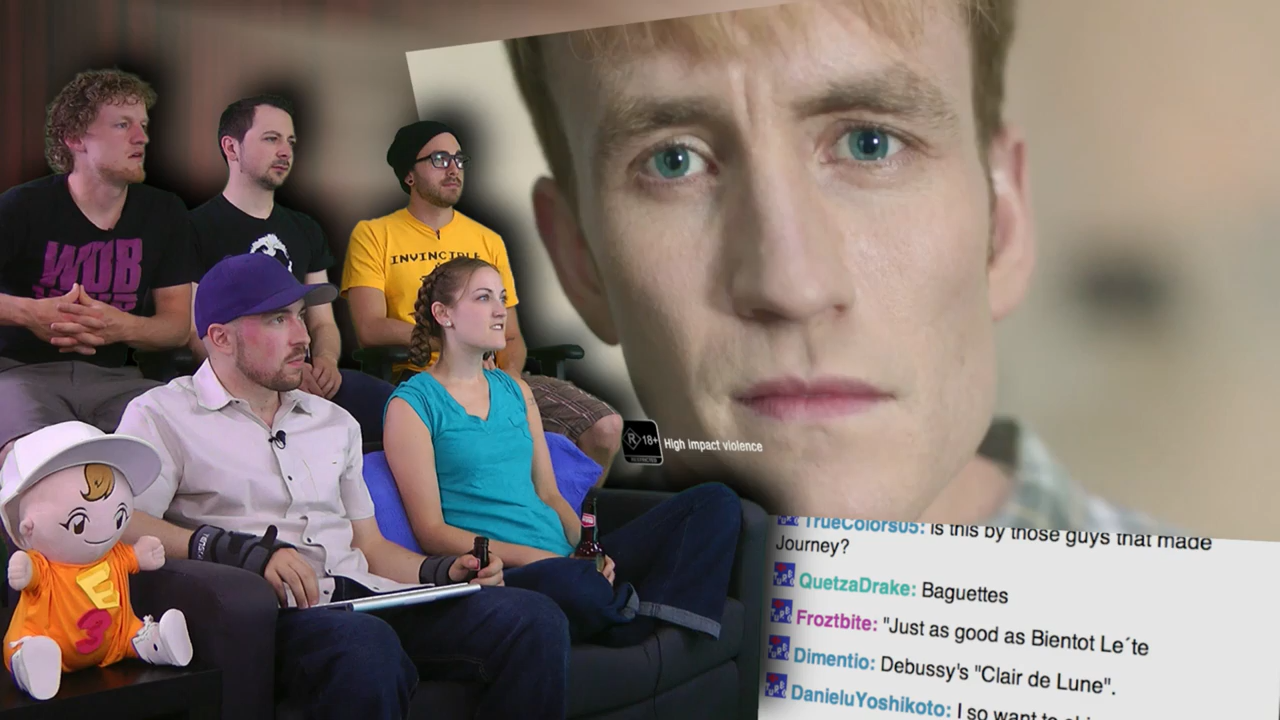 WOB
INVINCIBLE
E
3
R 18+
RESTRICTED
High impact violence
TrueColors05: Is this by those guys that made
Journey?
QuetzaDrake: Baguettes
Froztbite: "Just as good as Bientot Le´te
Dimentio: Debussy's "Clair de Lune".
DanieluYoshikoto: I so want to